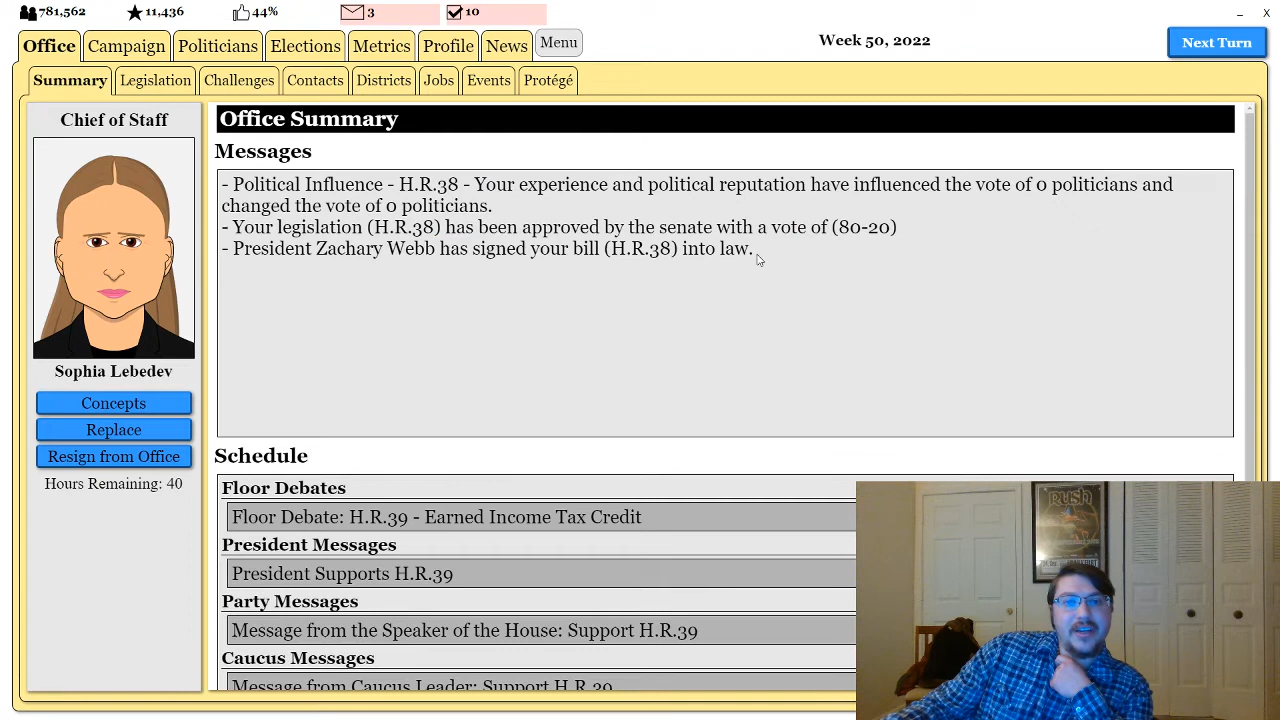 781,562 11,436 44% 3 10
_ X
Office Campaign Politicians Elections Metrics Profile News Menu Week 50, 2022 Next Turn
Summary Legislation Challenges Contacts Districts Jobs Events Protégé
Chief of Staff
Sophia Lebedev
Concepts
Replace
Resign from Office
Hours Remaining: 40
Office Summary
Messages
- Political Influence - H.R.38 - Your experience and political reputation have influenced the vote of 0 politicians and
changed the vote of 0 politicians.
- Your legislation (H.R.38) has been approved by the senate with a vote of (80-20)
- President Zachary Webb has signed your bill (H.R.38) into law.
Schedule
Floor Debates
Floor Debate: H.R.39 - Earned Income Tax Credit
President Messages
President Supports H.R.39
Party Messages
Message from the Speaker of the House: Support H.R.39
Caucus Messages
Message from Caucus Leader: Support H.R.39
Rush